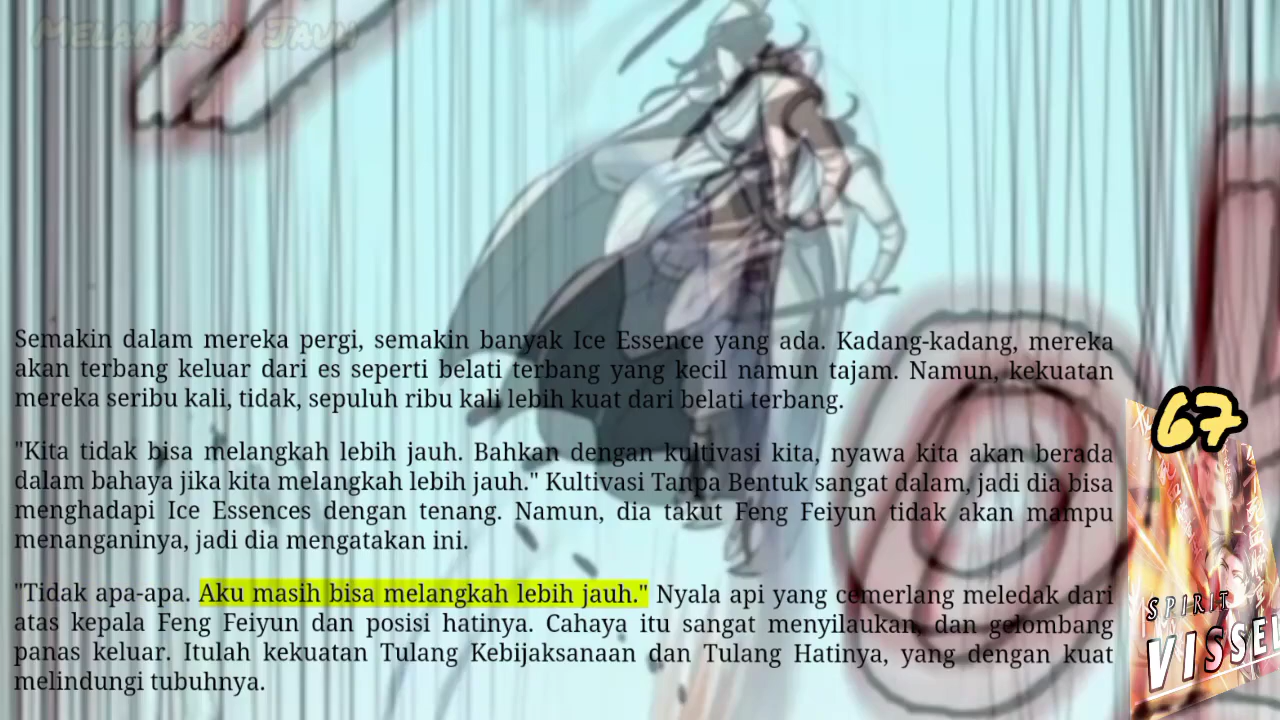 Melangkah Jauh
Semakin dalam mereka pergi, semakin banyak Ice Essence yang ada. Kadang-kadang, mereka
akan terbang keluar dari es seperti belati terbang yang kecil namun tajam. Namun, kekuatan
mereka seribu kali, tidak, sepuluh ribu kali lebih kuat dari belati terbang.
"Kita tidak bisa melangkah lebih jauh. Bahkan dengan kultivasi kita, nyawa kita akan berada
dalam bahaya jika kita melangkah lebih jauh." Kultivasi Tanpa Bentuk sangat dalam, jadi dia bisa
menghadapi Ice Essences dengan tenang. Namun, dia takut Feng Feiyun tidak akan mampu
menanganinya, jadi dia mengatakan ini.
"Tidak apa-apa. Aku masih bisa melangkah lebih jauh." Nyala api yang cemerlang meledak dari
atas kepala Feng Feiyun dan posisi hatinya. Cahaya itu sangat menyilaukan, dan gelombang
panas keluar. Itulah kekuatan Tulang Kebijaksanaan dan Tulang Hatinya, yang dengan kuat
melindungi tubuhnya.
67
SPIRIT
VISSE